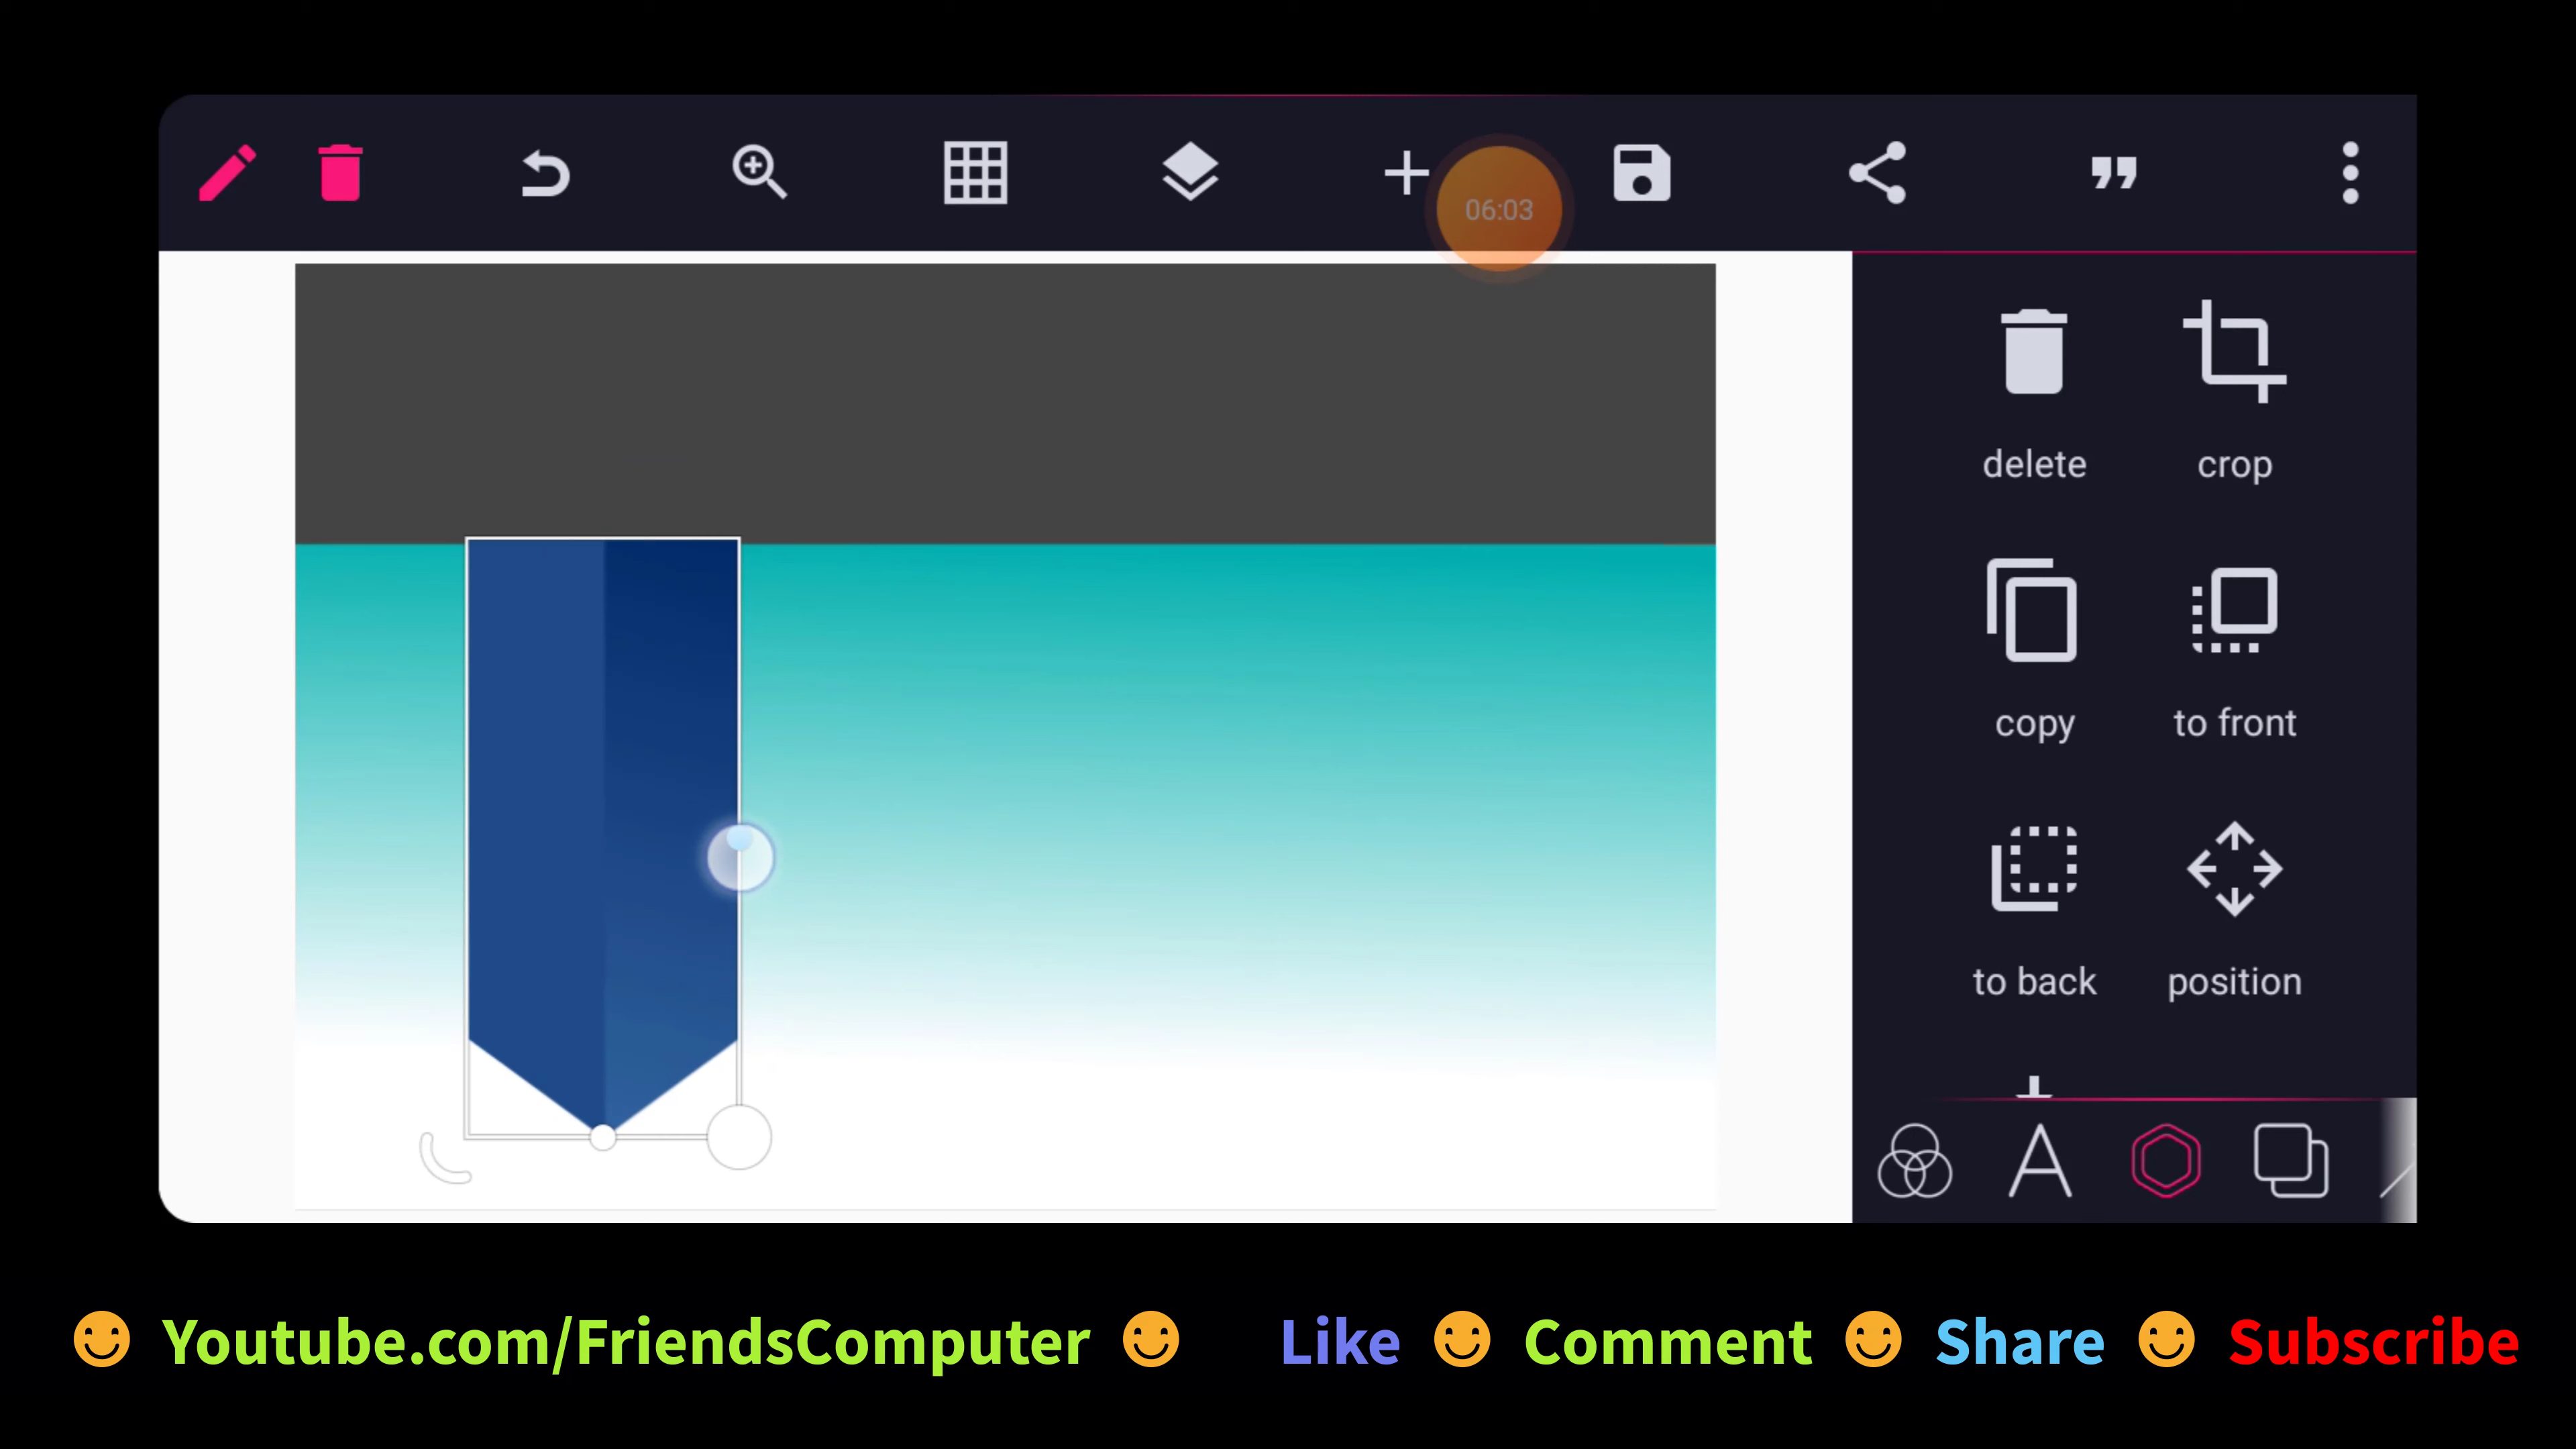 06:03
delete crop
copy to front
to back position
Youtube.com/FriendsComputer Like Comment Share Subscribe